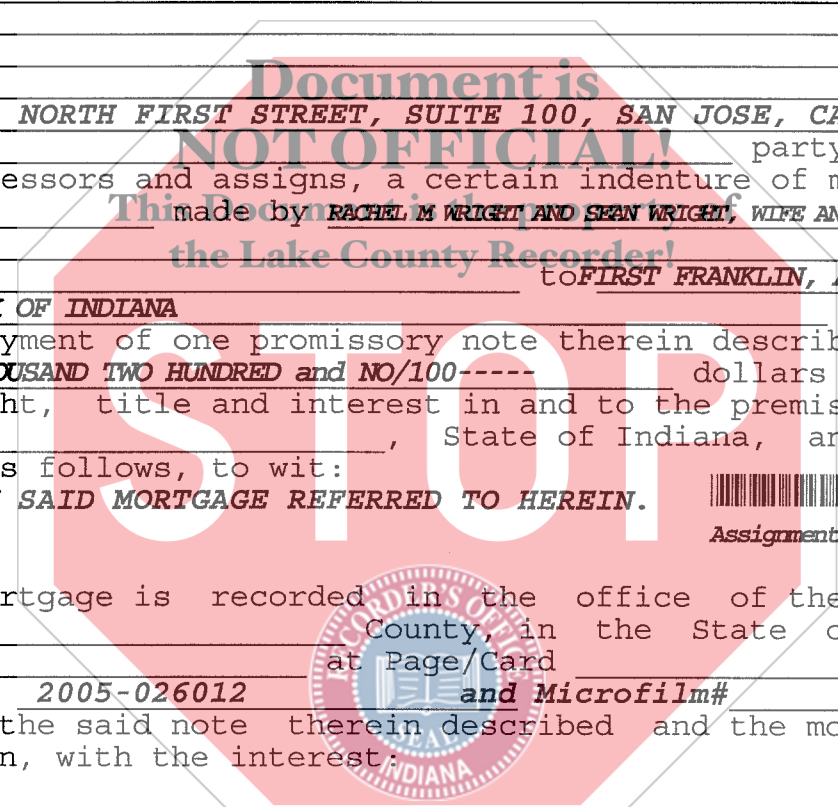 Document is
NORTH FIRST STREET, SUITE 100, SAN JOSE, CA
NOT OFFICIAL!
party
essors and assigns, a certain indenture of m
This Document is the property of
made by RACHEL M WRIGHT AND SEAN WRIGHT, WIFE AN
the Lake County Recorder!
toFIRST FRANKLIN, A
OF INDIANA
yment of one promissory note therein describ
OUSAND TWO HUNDRED and NO/100-----
dollars
ht, title and interest in and to the premis
, State of Indiana, an
s follows, to wit:
SAID MORTGAGE REFERRED TO HEREIN.
STOP
Assignment
rtgage is recorded in the office of the
County, in the State o
at Page/Card
2005-026012 and Microfilm#
the said note therein described and the mo
n, with the interest:
RECORDER'S OFFICE
SEAL
INDIANA